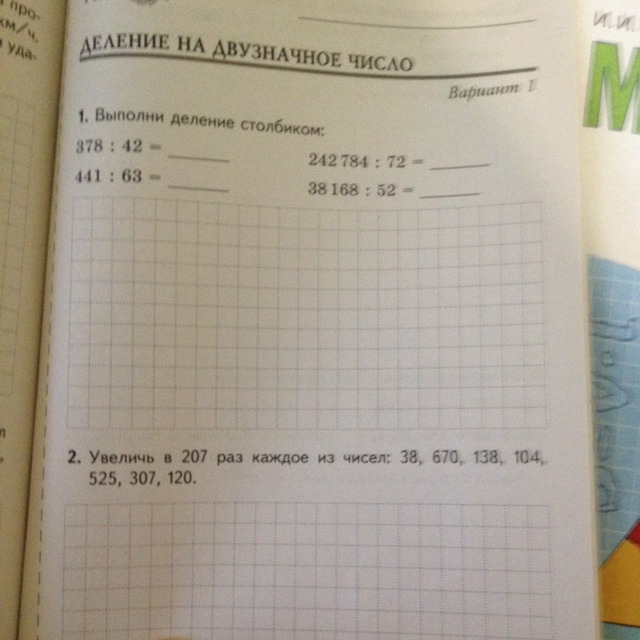 ДЕЛЕНИЕ НА ДВУЗНАЧНОЕ ЧИСЛО
Вариант 1
1. Выполни деление столбиком:
378 : 42 =
242 784 : 72 =
441 : 63 =
38 168 : 52 =
2. Увеличь в 207 раз каждое из чисел: 38, 670, 138, 104,
525, 307, 120.
км/ч.
М